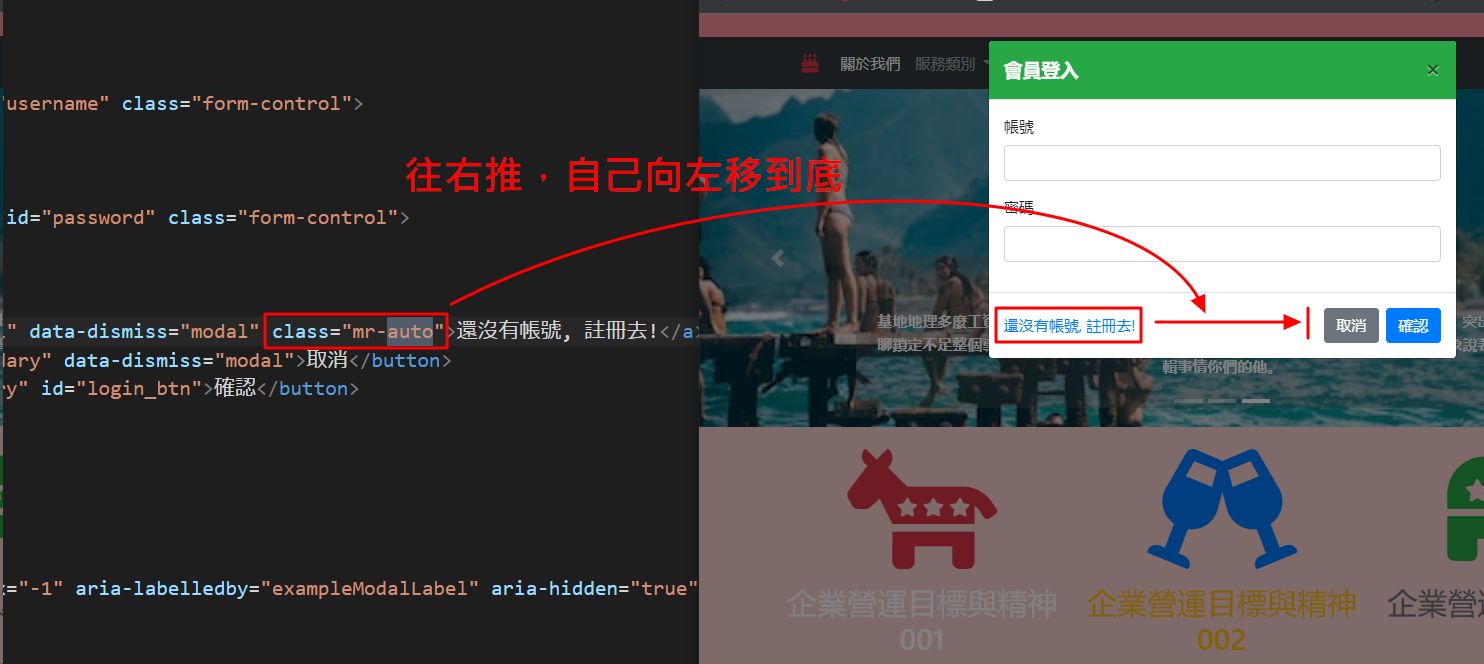 關於我們 服務類別
會員登入 ×
帳號
密碼
還沒有帳號, 註冊去! 取消 確認
"username" class="form-control">
往右推，自己向左移到底
id="password" class="form-control">
" data-dismiss="modal" class="mr-auto">還沒有帳號, 註冊去!</a>
dary" data-dismiss="modal">取消</button>
y" id="login_btn">確認</button>
="-1" aria-labelledby="exampleModalLabel" aria-hidden="true"
基地地理多麼工資
聊鎖定不足整個
輯事情你們的他。
突出
象說
企業營運目標與精神
001
企業營運目標與精神
002
企業營